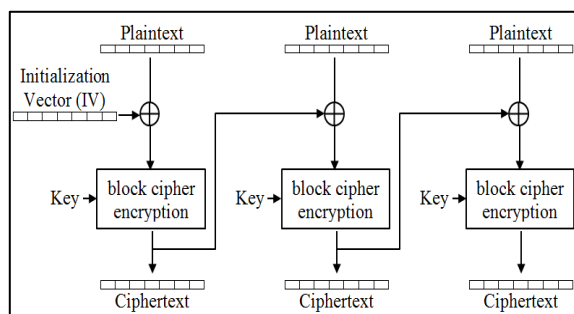 Plaintext
Plaintext
Plaintext
Initialization
Vector (IV)
Key
block cipher
encryption
Key
block cipher
encryption
Key
block cipher
encryption
Ciphertext
Ciphertext
Ciphertext